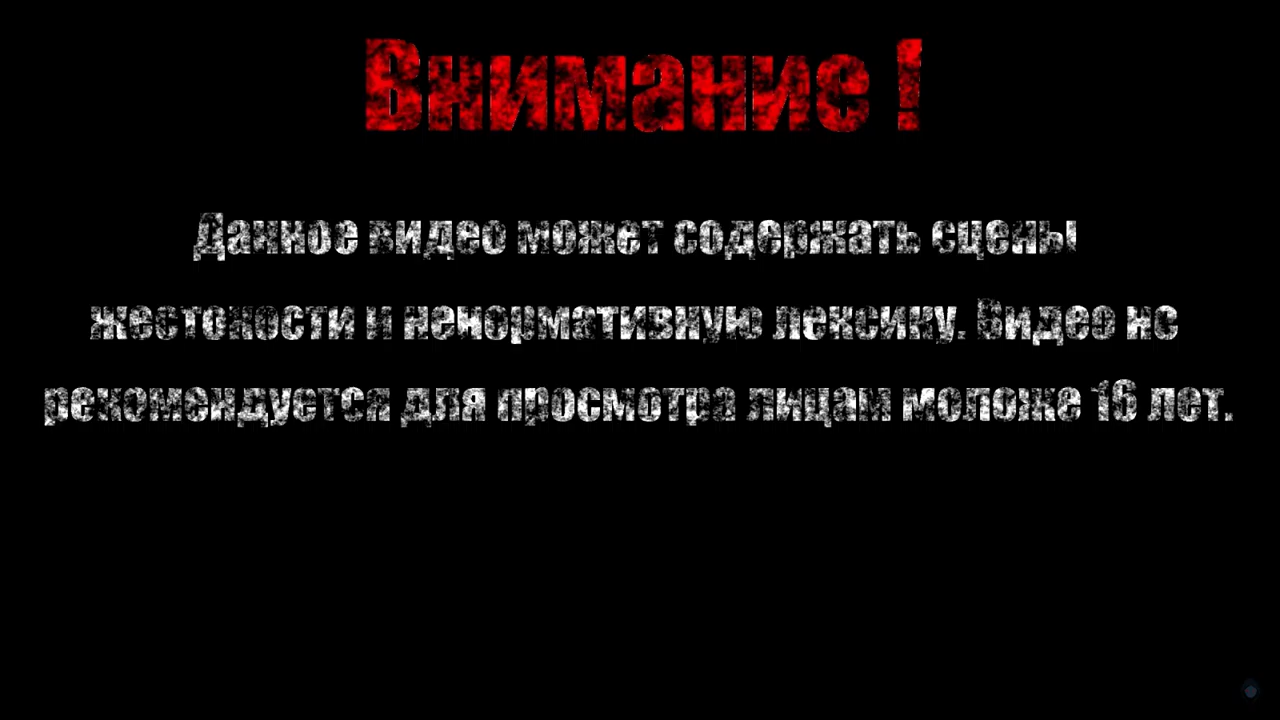 Внимание !
Данное видео может содержать сцены
жестокости и ненормативную лексику. Видео не
рекомендуется для просмотра лицам моложе 16 лет.